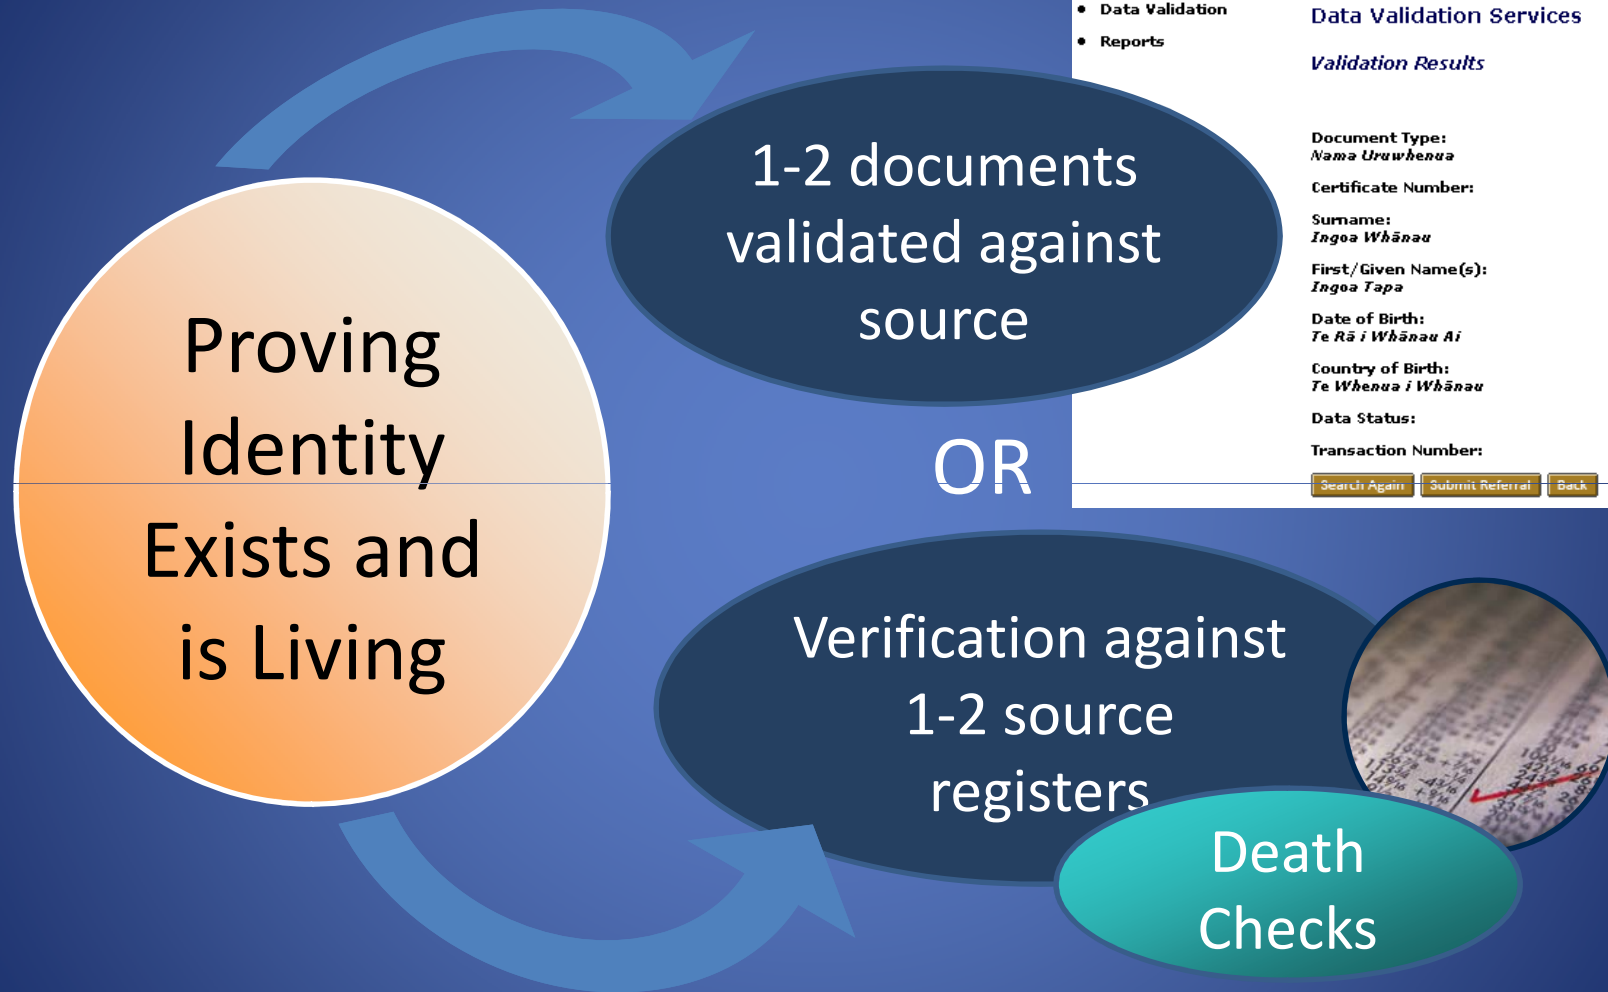 Proving
Identity
Exists and
is Living
1-2 documents
validated against
source
OR
Verification against
1-2 source
registers
Death
Checks
Data Validation
Reports
Data Validation Services
Validation Results
Document Type:
Nama Uruwhenua
Certificate Number:
Surname:
Ingoa Whānau
First/Given Name(s):
Ingoa Tapa
Date of Birth:
Te Rā i Whānau Ai
Country of Birth:
Te Whenua i Whānau
Data Status:
Transaction Number:
Search Again Submit Referral Back